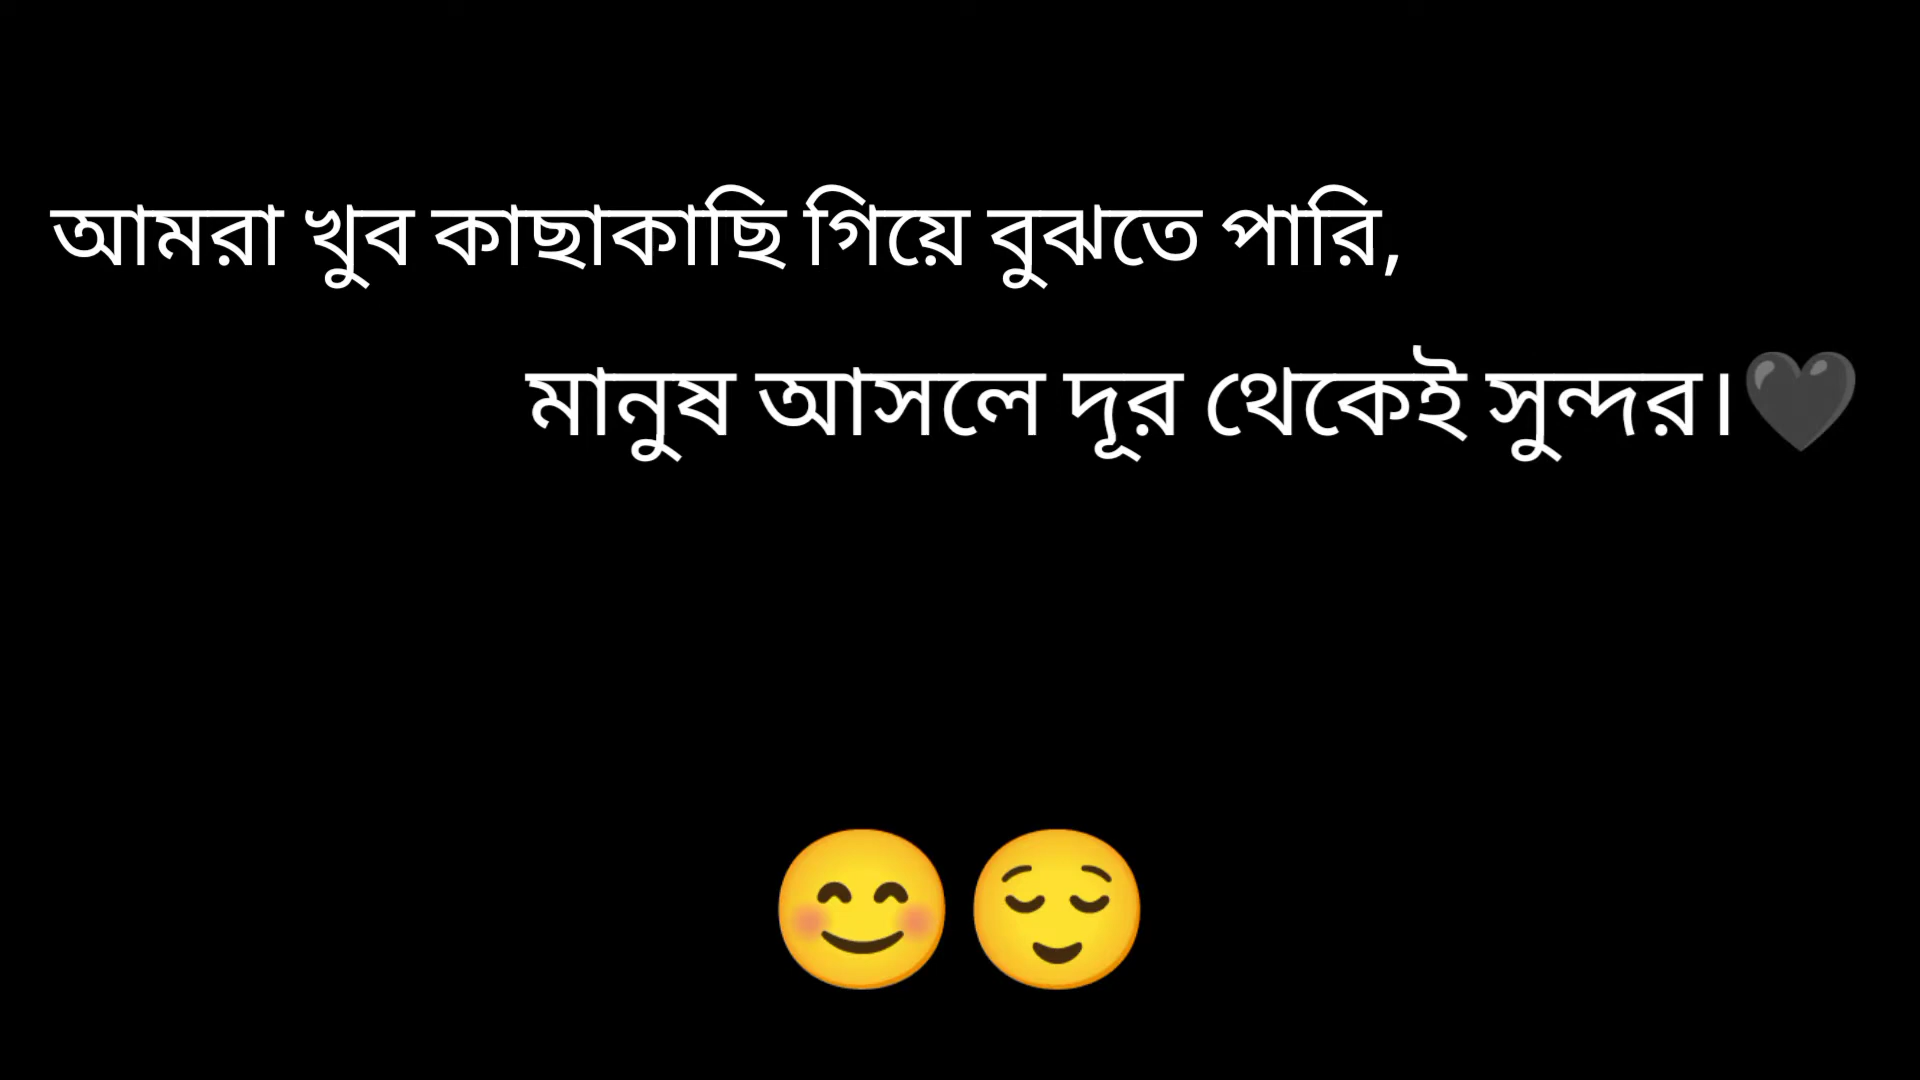 আমরা খুব কাছাকাছি গিয়ে বুঝতে পারি,
মানুষ আসলে দূর থেকেই সুন্দর।🖤
😊😌